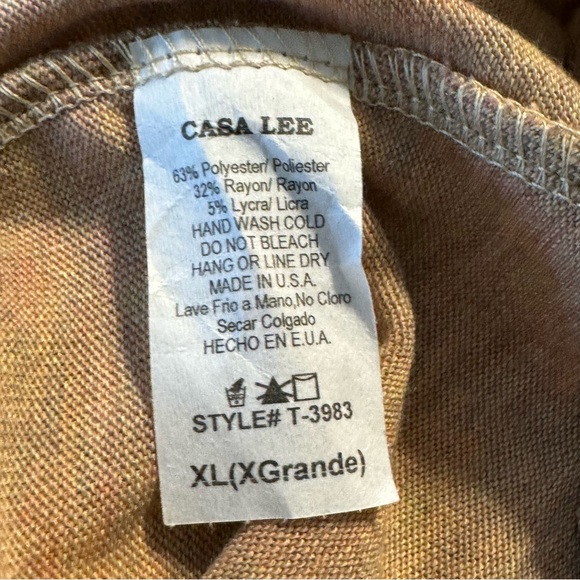 CASA LEE
63% Polyester/ Poliester
32% Rayon/ Rayon
5% Lycra/ Licra
HAND WASH COLD
DO NOT BLEACH
HANG OR LINE DRY
MADE IN U.S.A.
Lave Frio a Mano,No Cloro
Secar Colgado
HECHO EN E.U.A.
STYLE# T-3983
XL(XGrande)